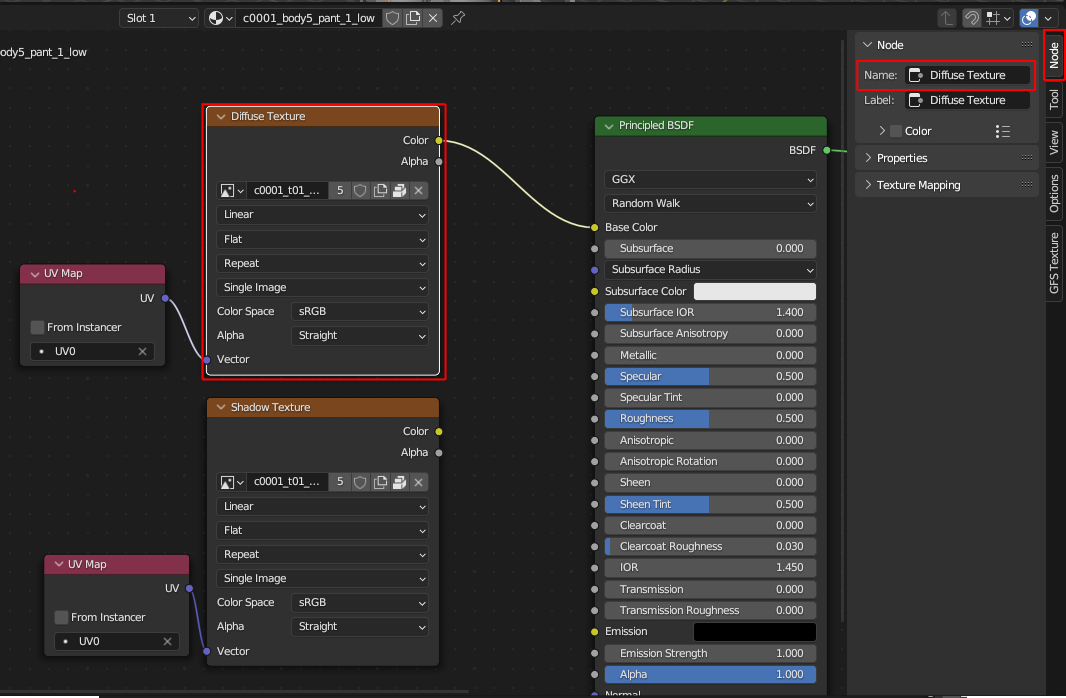 Slot 1
c0001_body5_pant_1_low
ody5_pant_1_low
Diffuse Texture
Color
Alpha
c0001_t01_...
5
Linear
Flat
Repeat
Single Image
Color Space
sRGB
Alpha
Straight
Vector
UV Map
UV
From Instancer
UV0
Shadow Texture
Color
Alpha
c0001_t01_...
5
Linear
Flat
Repeat
Single Image
Color Space
sRGB
Alpha
Straight
Vector
UV Map
UV
From Instancer
UV0
Principled BSDF
BSDF
GGX
Random Walk
Base Color
Subsurface 0.000
Subsurface Radius
Subsurface Color
Subsurface IOR 1.400
Subsurface Anisotropy 0.000
Metallic 0.000
Specular 0.500
Specular Tint 0.000
Roughness 0.500
Anisotropic 0.000
Anisotropic Rotation 0.000
Sheen 0.000
Sheen Tint 0.500
Clearcoat 0.000
Clearcoat Roughness 0.030
IOR 1.450
Transmission 0.000
Transmission Roughness 0.000
Emission
Emission Strength 1.000
Alpha 1.000
Normal
Node
Name: Diffuse Texture
Label: Diffuse Texture
Color
Properties
Texture Mapping
Node
Tool
View
Options
GFS Texture